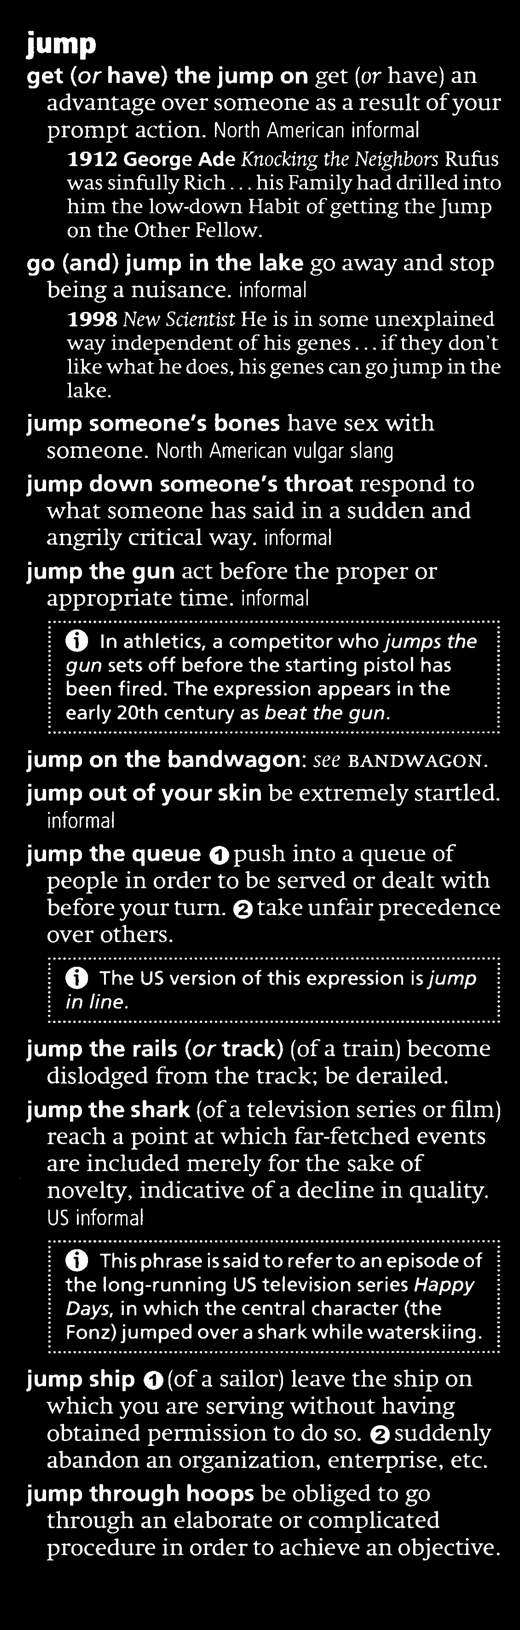 jump
get (or have) the jump on get (or have) an
advantage over someone as a result of your
prompt action. North American informal
1912 George Ade Knocking the Neighbors Rufus
was sinfully Rich... his Family had drilled into
him the low-down Habit of getting the Jump
on the Other Fellow.
go (and) jump in the lake go away and stop
being a nuisance. informal
1998 New Scientist He is in some unexplained
way independent of his genes... if they don't
like what he does, his genes can go jump in the
lake.
jump someone's bones have sex with
someone. North American vulgar slang
jump down someone's throat respond to
what someone has said in a sudden and
angrily critical way. informal
jump the gun act before the proper or
appropriate time. informal
i In athletics, a competitor who jumps the
gun sets off before the starting pistol has
been fired. The expression appears in the
early 20th century as beat the gun.
jump on the bandwagon: see BANDWAGON.
jump out of your skin be extremely startled.
informal
jump the queue ❶ push into a queue of
people in order to be served or dealt with
before your turn. ❷ take unfair precedence
over others.
i The US version of this expression is jump
in line.
jump the rails (or track) (of a train) become
dislodged from the track; be derailed.
jump the shark (of a television series or film)
reach a point at which far-fetched events
are included merely for the sake of
novelty, indicative of a decline in quality.
US informal
i This phrase is said to refer to an episode of
the long-running US television series Happy
Days, in which the central character (the
Fonz) jumped over a shark while waterskiing.
jump ship ❶ (of a sailor) leave the ship on
which you are serving without having
obtained permission to do so. ❷ suddenly
abandon an organization, enterprise, etc.
jump through hoops be obliged to go
through an elaborate or complicated
procedure in order to achieve an objective.